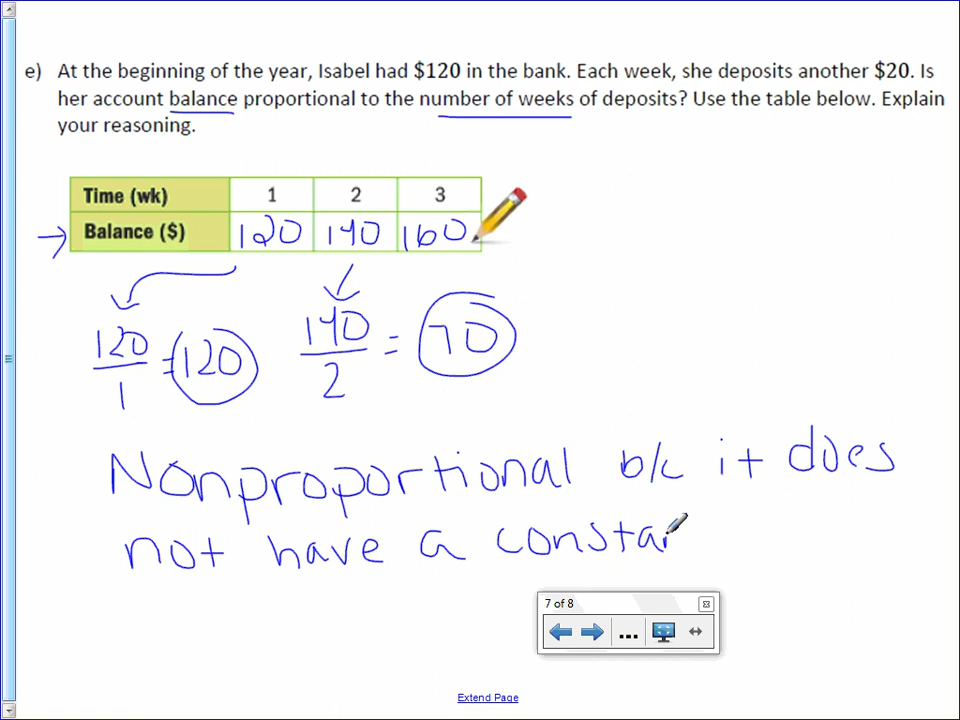 e) At the beginning of the year, Isabel had $120 in the bank. Each week, she deposits another $20. Is
her account balance proportional to the number of weeks of deposits? Use the table below. Explain
your reasoning.
Time (wk) 1 2 3
Balance ($) 120 140 160
120/1 = 120 140/2 = 70
Nonproportional b/c it does
not have a constan
7 of 8
...
Extend Page